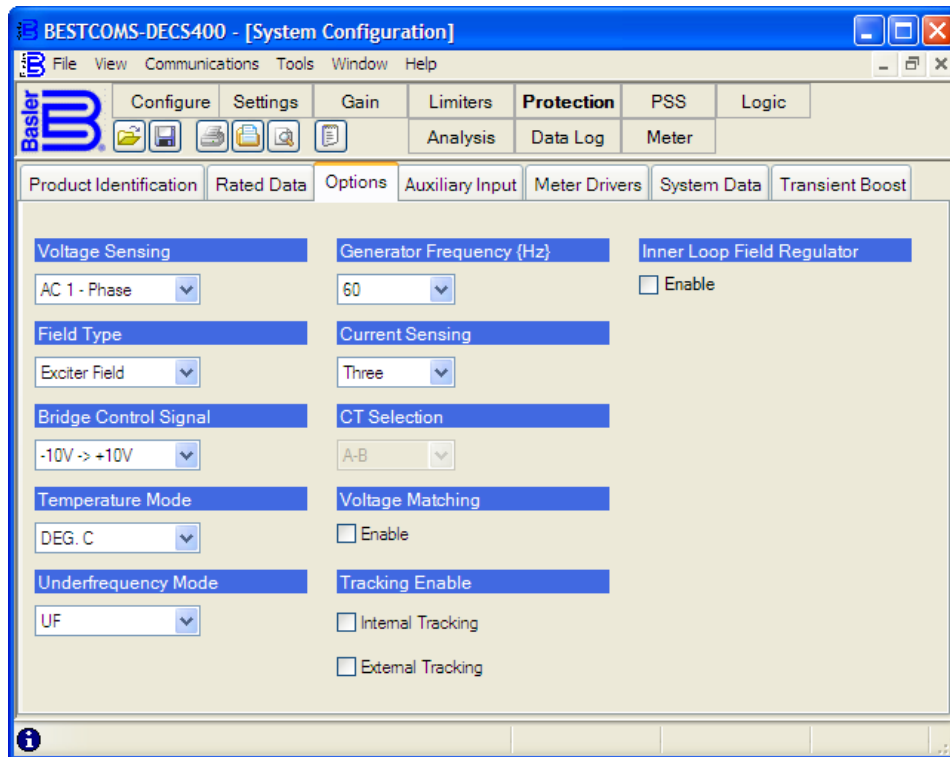 BESTCOMS-DECS400 - [System Configuration]
File View Communications Tools Window Help
Basler
Configure Settings Gain Limiters Protection PSS Logic
Analysis Data Log Meter
Product Identification Rated Data Options Auxiliary Input Meter Drivers System Data Transient Boost
Voltage Sensing Generator Frequency {Hz} Inner Loop Field Regulator
AC 1 - Phase 60 Enable
Field Type Current Sensing
Exciter Field Three
Bridge Control Signal CT Selection
-10V -> +10V A-B
Temperature Mode Voltage Matching
DEG. C Enable
Underfrequency Mode Tracking Enable
UF Internal Tracking
External Tracking